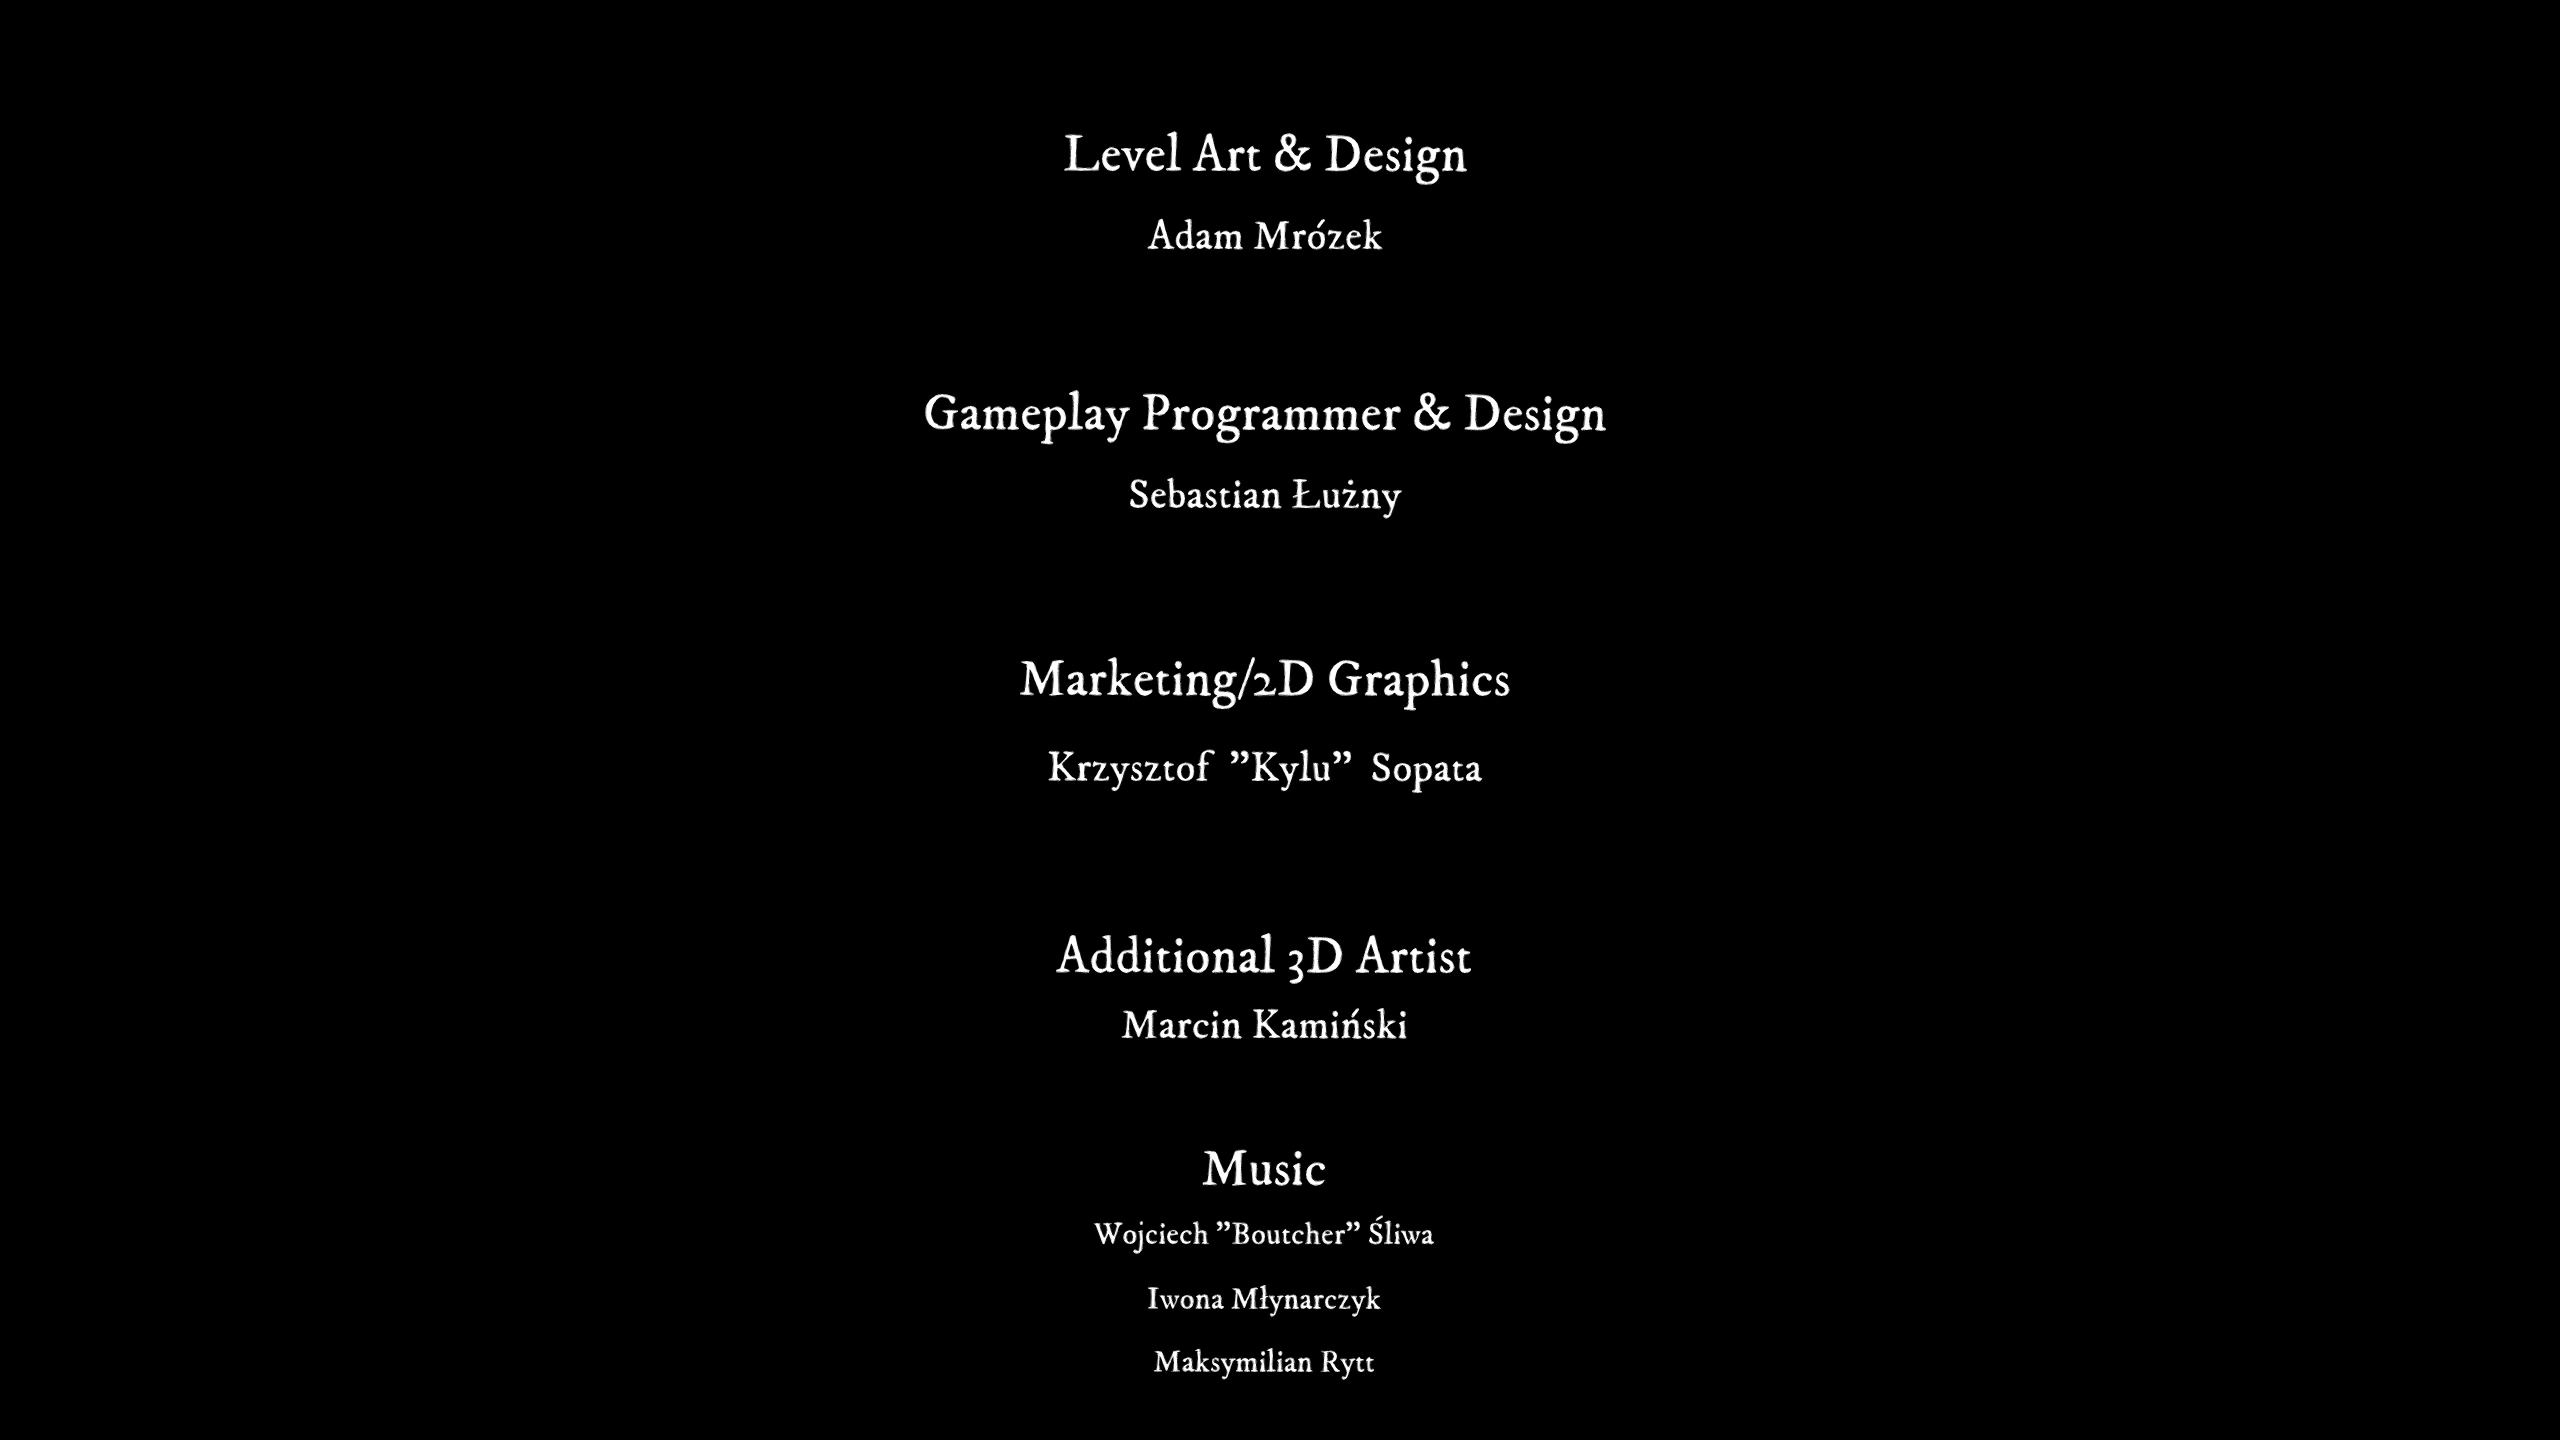 Level Art & Design
Adam Mrózek
Gameplay Programmer & Design
Sebastian Łużny
Marketing/2D Graphics
Krzysztof ”Kylu” Sopata
Additional 3D Artist
Marcin Kamiński
Music
Wojciech ”Boutcher” Śliwa
Iwona Młynarczyk
Maksymilian Rytt